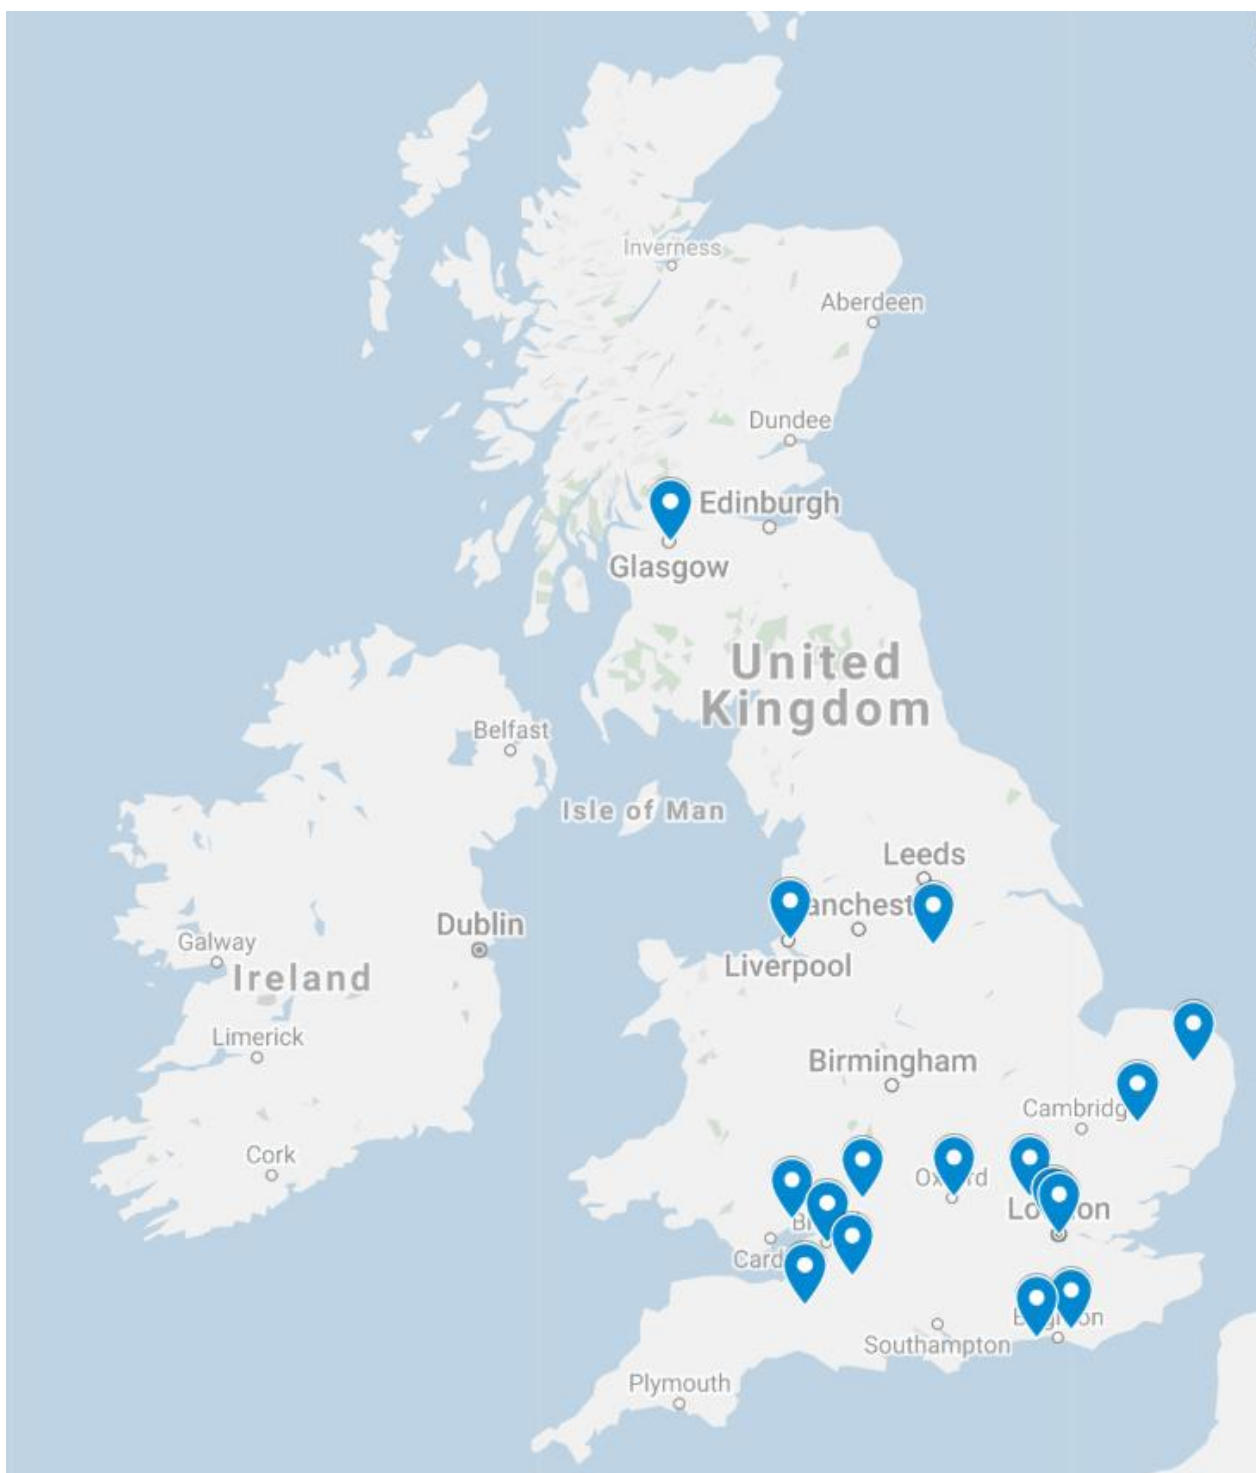 Inverness
Aberdeen
Dundee
Edinburgh
Glasgow
United
Kingdom
Belfast
Isle of Man
Leeds
anchest
Dublin
Galway
Ireland
Liverpool
Limerick
Birmingham
Cambridg
Cork
Southampton
Plymouth